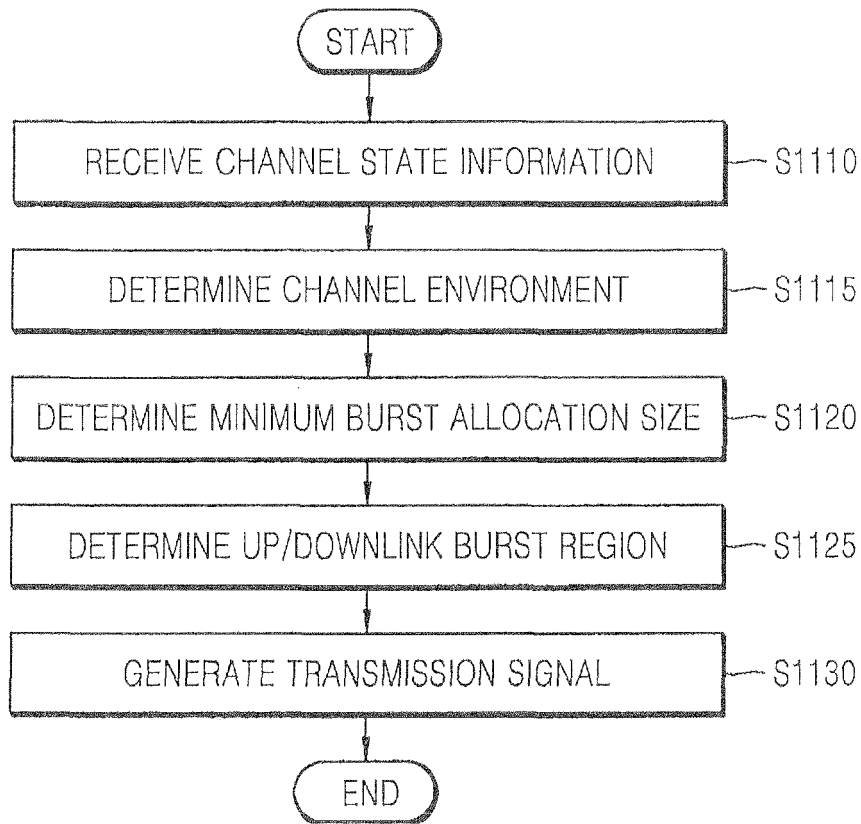 START
RECEIVE CHANNEL STATE INFORMATION S1110
DETERMINE CHANNEL ENVIRONMENT S1115
DETERMINE MINIMUM BURST ALLOCATION SIZE S1120
DETERMINE UP/DOWNLINK BURST REGION S1125
GENERATE TRANSMISSION SIGNAL S1130
END